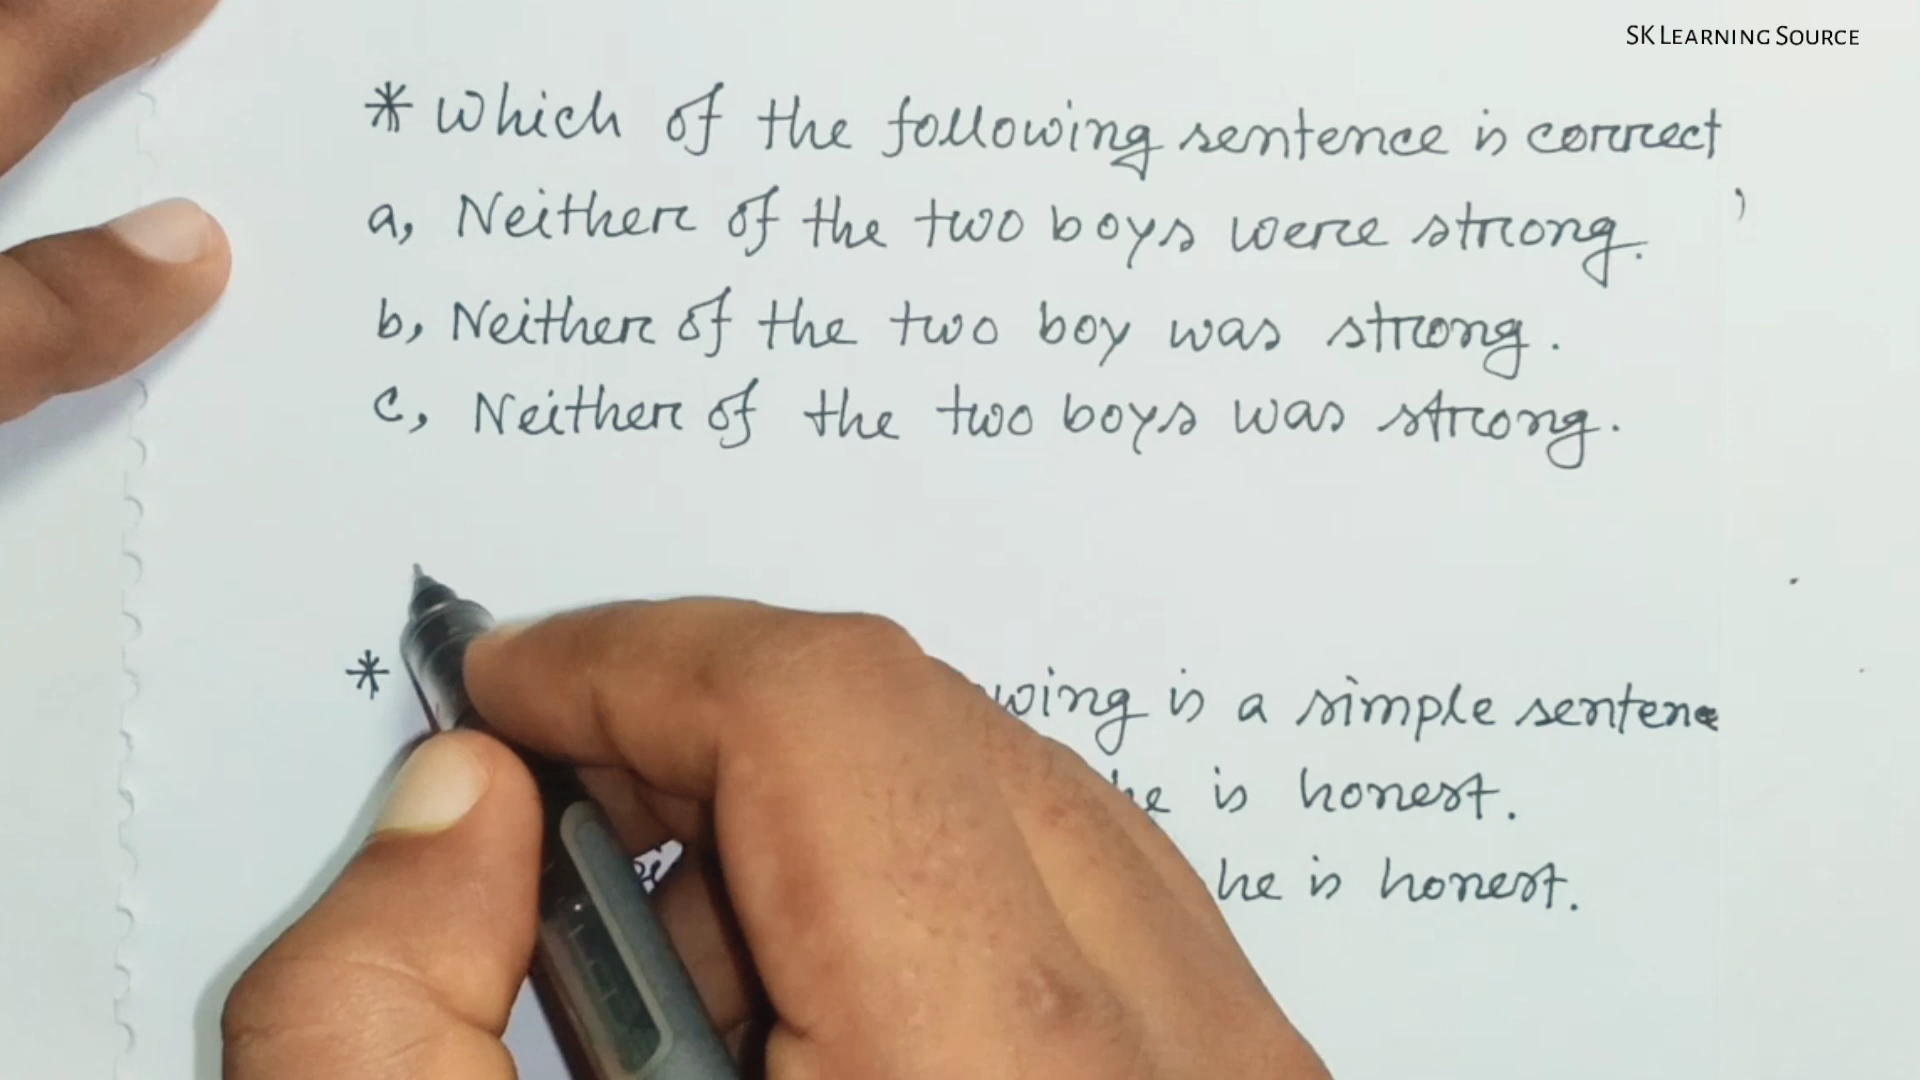 SK LEARNING SOURCE
* Which of the following sentence is correct
a, Neither of the two boys were strong.
b, Neither of the two boy was strong.
c, Neither of the two boys was strong.
* is a simple sentenc
he is honest.
he is honest.